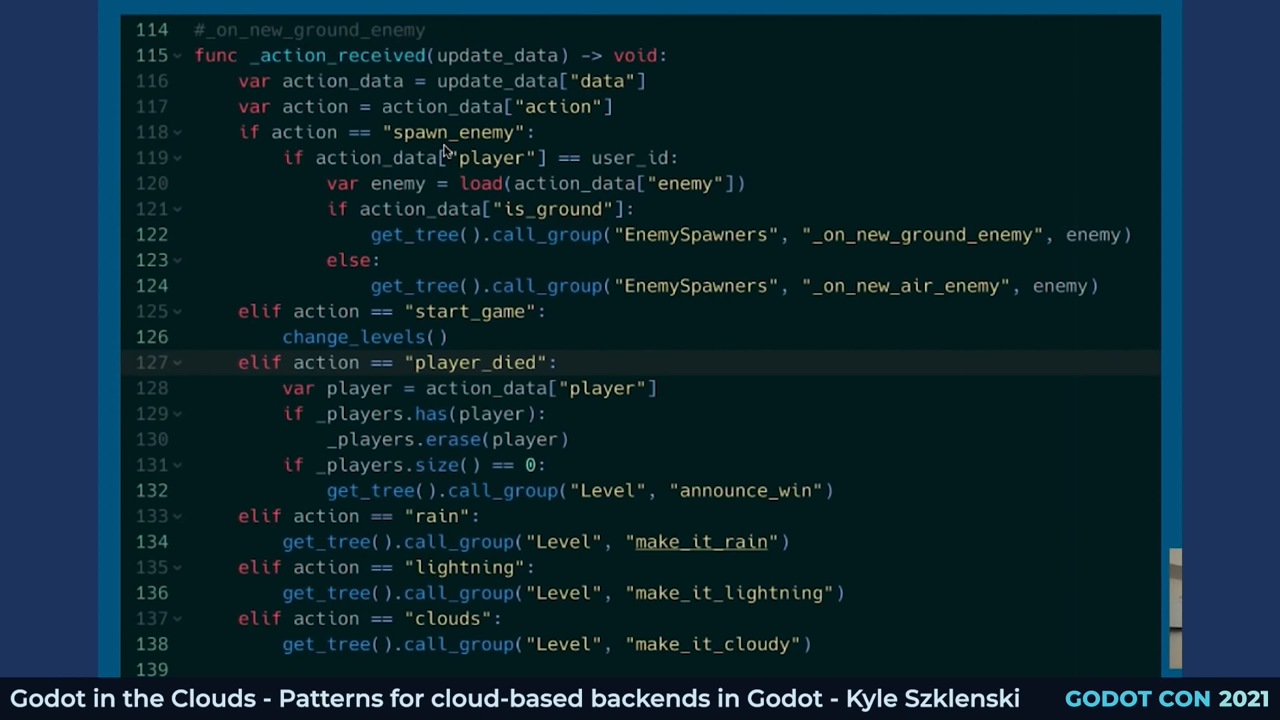 114 #_on_new_ground_enemy
115 func _action_received(update_data) -> void:
116 var action_data = update_data["data"]
117 var action = action_data["action"]
118 if action == "spawn_enemy":
119 if action_data["player"] == user_id:
120 var enemy = load(action_data["enemy"])
121 if action_data["is_ground"]:
122 get_tree().call_group("EnemySpawners", "_on_new_ground_enemy", enemy)
123 else:
124 get_tree().call_group("EnemySpawners", "_on_new_air_enemy", enemy)
125 elif action == "start_game":
126 change_levels()
127 elif action == "player_died":
128 var player = action_data["player"]
129 if _players.has(player):
130 _players.erase(player)
131 if _players.size() == 0:
132 get_tree().call_group("Level", "announce_win")
133 elif action == "rain":
134 get_tree().call_group("Level", "make_it_rain")
135 elif action == "lightning":
136 get_tree().call_group("Level", "make_it_lightning")
137 elif action == "clouds":
138 get_tree().call_group("Level", "make_it_cloudy")
139
Godot in the Clouds - Patterns for cloud-based backends in Godot - Kyle Szklenski GODOT CON 2021